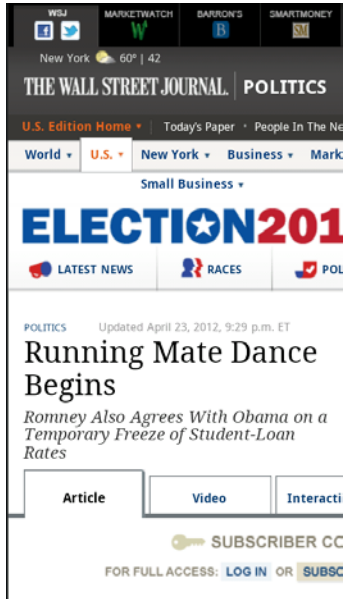 WSJ MARKETWATCH BARRON'S SMARTMONEY
f W B SM
New York 60° | 42
THE WALL STREET JOURNAL. POLITICS
U.S. Edition Home Today's Paper • People In The Ne
World U.S. New York Business Mark
Small Business
ELECTION201
LATEST NEWS RACES POL
POLITICS Updated April 23, 2012, 9:29 p.m. ET
Running Mate Dance
Begins
Romney Also Agrees With Obama on a
Temporary Freeze of Student-Loan
Rates
Article Video Interacti
SUBSCRIBER CO
FOR FULL ACCESS: LOG IN OR SUBSC